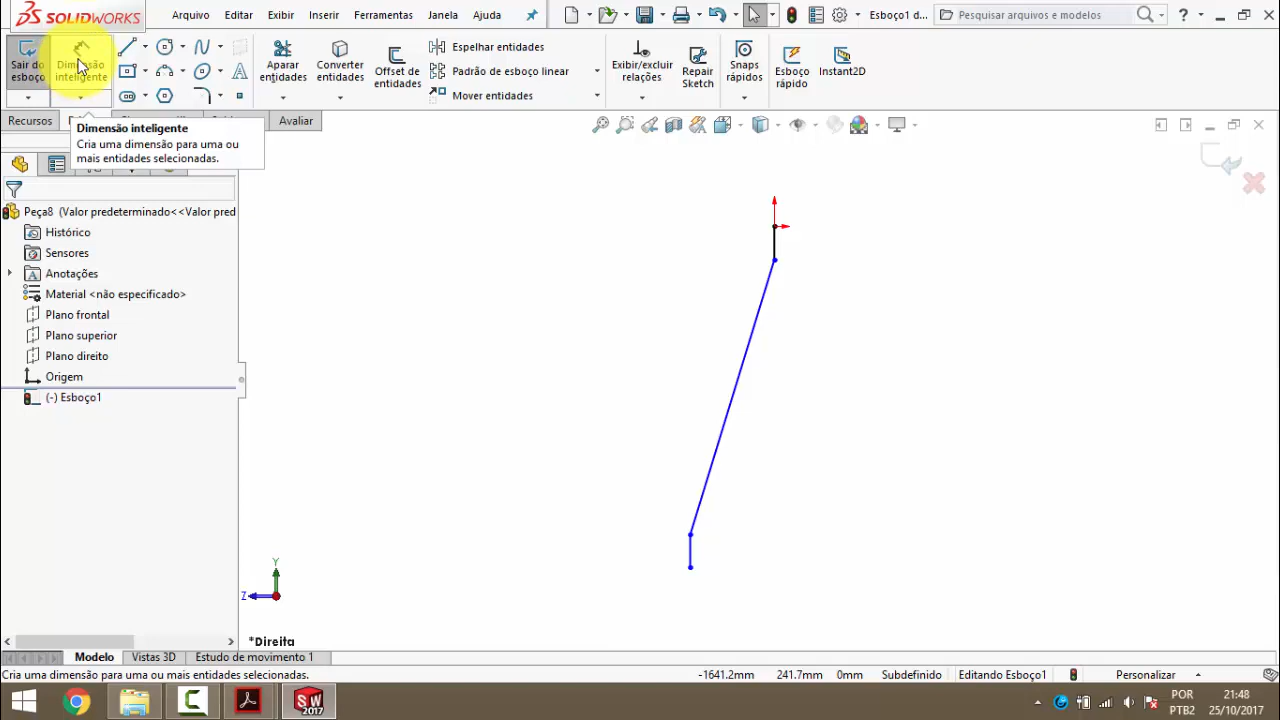 SOLIDWORKS
Arquivo
Editar
Exibir
Inserir
Ferramentas
Janela
Ajuda
Esboço1 d...
Pesquisar arquivos e modelos
Sair do
esboço
Dimensão
inteligente
Aparar
entidades
Converter
entidades
Offset de
entidades
Espelhar entidades
Padrão de esboço linear
Mover entidades
Exibir/excluir
relações
Repair
Sketch
Snaps
rápidos
Esboço
rápido
Instant2D
Recursos
Avaliar
Dimensão inteligente
Cria uma dimensão para uma ou
mais entidades selecionadas.
Peça8 (Valor predeterminado<<Valor pred
Histórico
Sensores
Anotações
Material <não especificado>
Plano frontal
Plano superior
Plano direito
Origem
(-) Esboço1
Y
Z
*Direita
Modelo
Vistas 3D
Estudo de movimento 1
Cria uma dimensão para uma ou mais entidades selecionadas.
-1641.2mm
241.7mm
0mm
Subdefinido
Editando Esboço1
Personalizar
SW
2017
POR
PTB2
21:48
25/10/2017